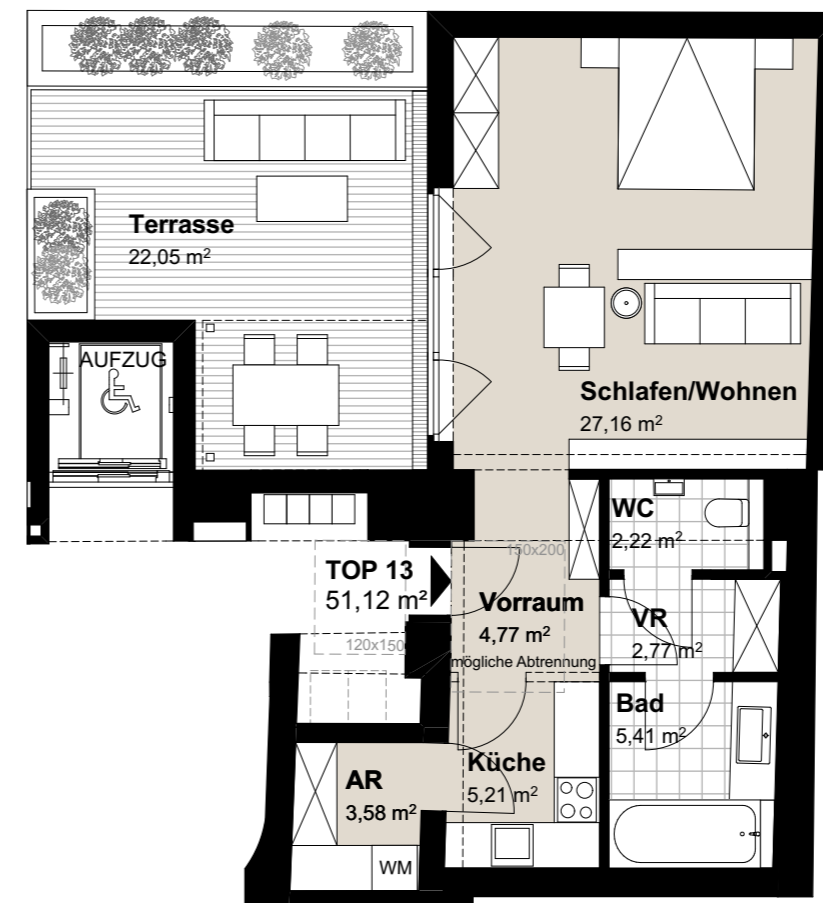 Terrasse
22,05 m²
AUFZUG
Schlafen/Wohnen
27,16 m²
WC
2,22 m²
150x200
TOP 13
51,12 m²
Vorraum
4,77 m²
mögliche Abtrennung
VR
2,77 m²
120x150
Bad
5,41 m²
Küche
5,21 m²
AR
3,58 m²
WM